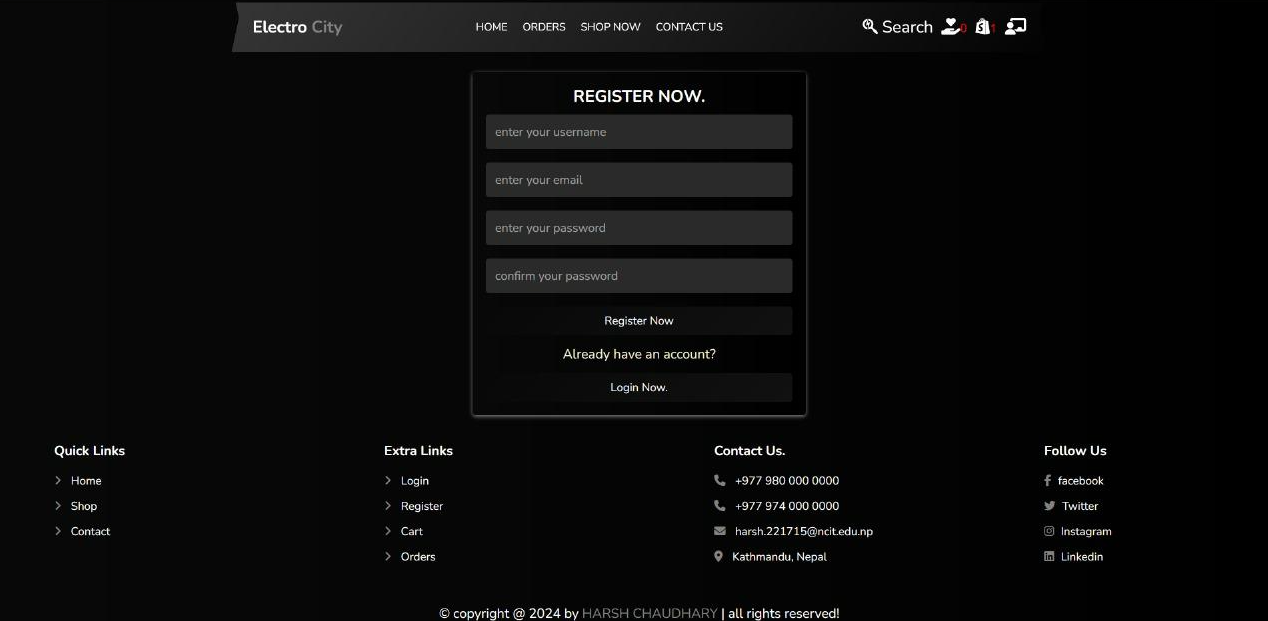 Electro City
HOME ORDERS SHOP NOW CONTACT US
Search 0 1
REGISTER NOW.
enter your username
enter your email
enter your password
confirm your password
Register Now
Already have an account?
Login Now.
Quick Links
Home
Shop
Contact
Extra Links
Login
Register
Cart
Orders
Contact Us.
+977 980 000 0000
+977 974 000 0000
harsh.221715@ncit.edu.np
Kathmandu, Nepal
Follow Us
facebook
Twitter
Instagram
Linkedin
© copyright @ 2024 by HARSH CHAUDHARY | all rights reserved!